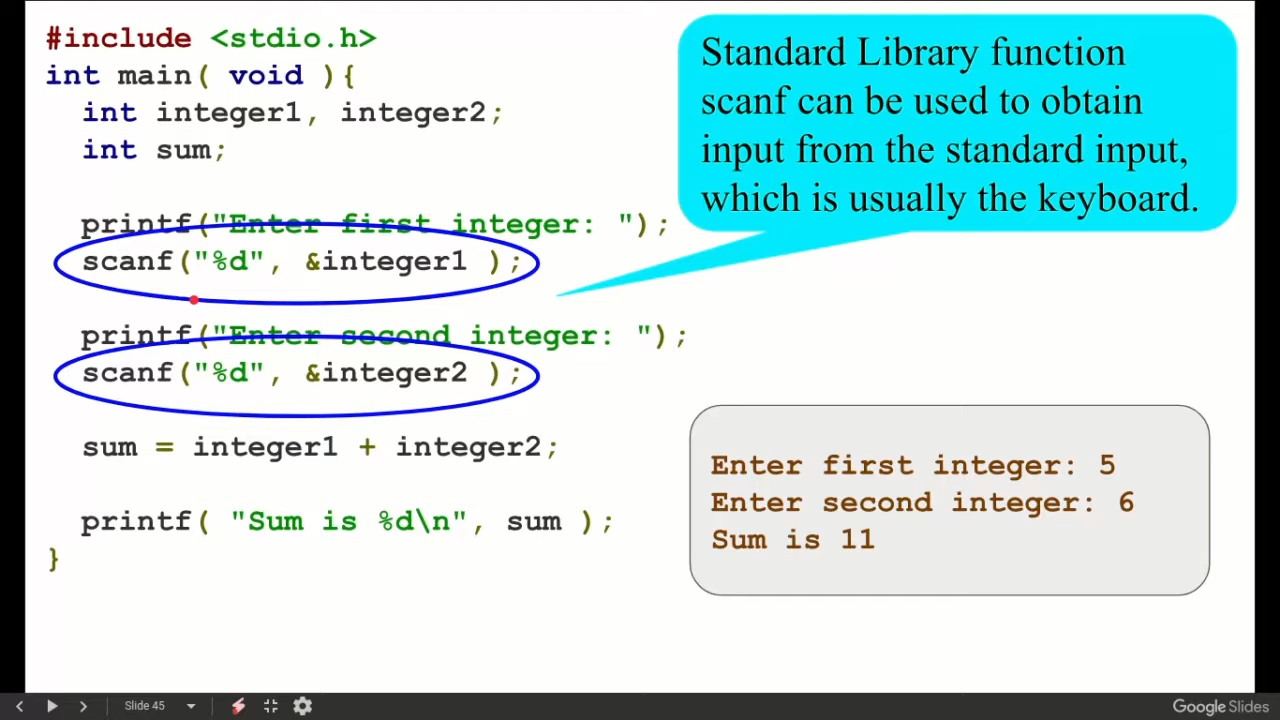 #include <stdio.h>
int main( void ){
int integer1, integer2;
int sum;
printf("Enter first integer: ");
scanf("%d", &integer1 );
printf("Enter second integer: ");
scanf("%d", &integer2 );
sum = integer1 + integer2;
printf( "Sum is %d\n", sum );
}
Standard Library function
scanf can be used to obtain
input from the standard input,
which is usually the keyboard.
Enter first integer: 5
Enter second integer: 6
Sum is 11
Slide 45
Google Slides